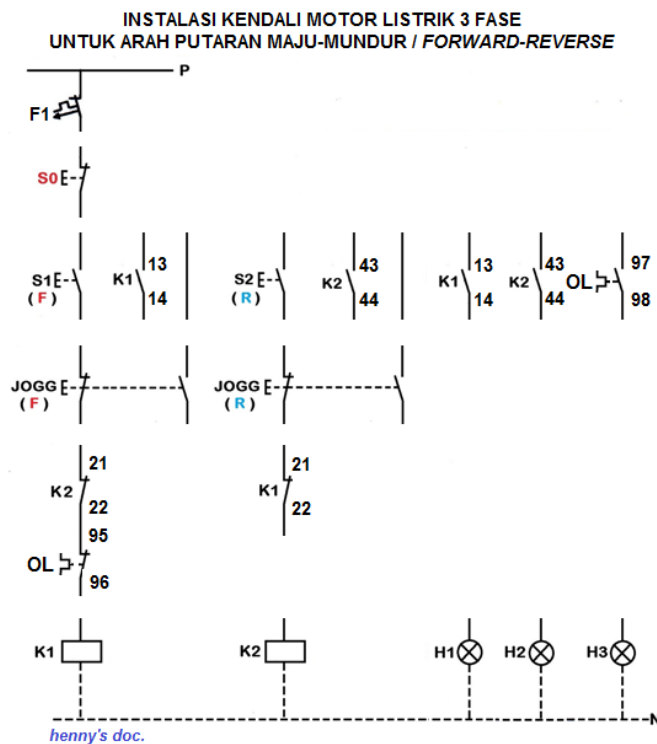 INSTALASI KENDALI MOTOR LISTRIK 3 FASE
UNTUK ARAH PUTARAN MAJU-MUNDUR / FORWARD-REVERSE
P
F1
S0
S1 (F) K1 13 14 S2 (R) K2 43 44 K1 13 14 K2 43 44 OL 97 98
JOGG (F) JOGG (R)
K2 21 22 K1 21 22
OL 95 96
K1 K2 H1 H2 H3
N
henny's doc.